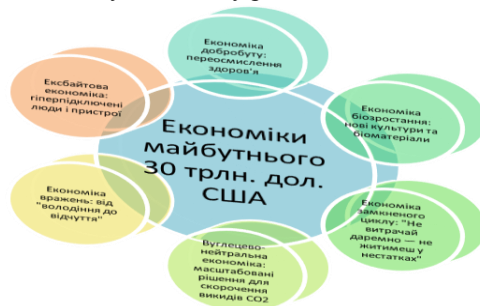 Економіки
майбутнього
30 трлн. дол.
США
Економіка
добробуту:
переосмислення
здоров'я
Економіка
біозростання:
нові культури та
біоматеріали
Економіка
замкненого
циклу: "Не
витрачай
даремно — не
житимеш у
нестатках"
Вуглецево-
нейтральна
економіка:
масштабовані
рішення для
скорочення
викидів СО2
Економіка
вражень: від
"володіння до
відчуття"
Ексбайтова
економіка:
гіперпідключені
люди і пристрої